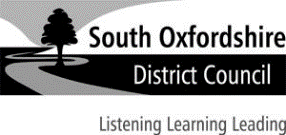 South Oxfordshire
District Council
Listening Learning Leading